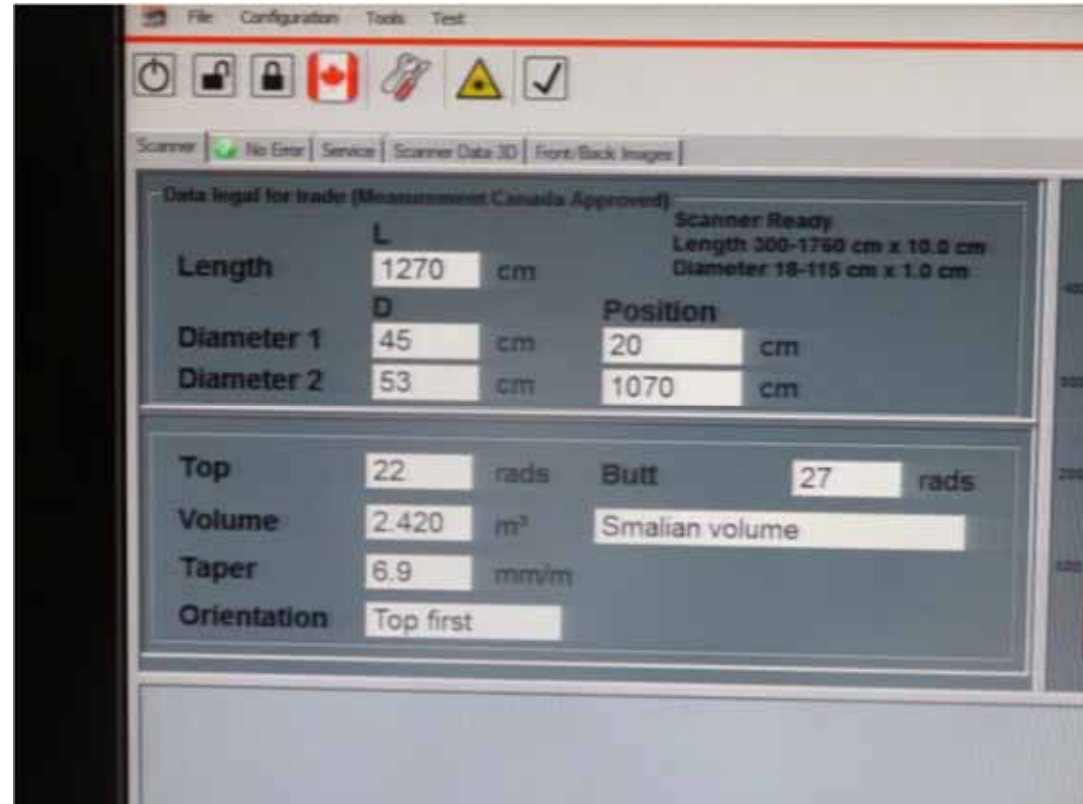 File Configuration Tools Test
Scanner No Error Service Scanner Data 3D Front/Back Images
Data legal for trade (Measurement Canada Approved)
Scanner Ready
L
Length 300-1760 cm x 10.0 cm
Length 1270 cm
Diameter 18-115 cm x 1.0 cm
D Position
Diameter 1 45 cm 20 cm
Diameter 2 53 cm 1070 cm
Top 22 rads Butt 27 rads
Volume 2.420 m³ Smalian volume
Taper 6.9 mm/m
Orientation Top first